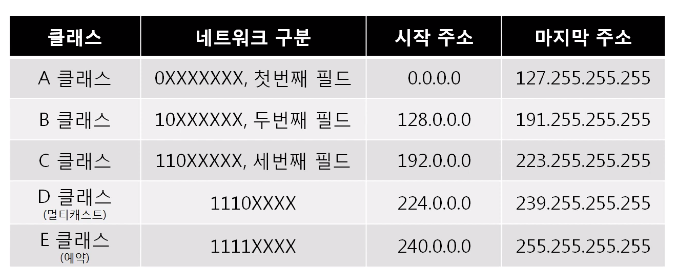 클래스 네트워크 구분 시작 주소 마지막 주소
A 클래스 0XXXXXXX, 첫번째 필드 0.0.0.0 127.255.255.255
B 클래스 10XXXXXX, 두번째 필드 128.0.0.0 191.255.255.255
C 클래스 110XXXXX, 세번째 필드 192.0.0.0 223.255.255.255
D 클래스 1110XXXX 224.0.0.0 239.255.255.255
(멀티캐스트)
E 클래스 1111XXXX 240.0.0.0 255.255.255.255
(예약)